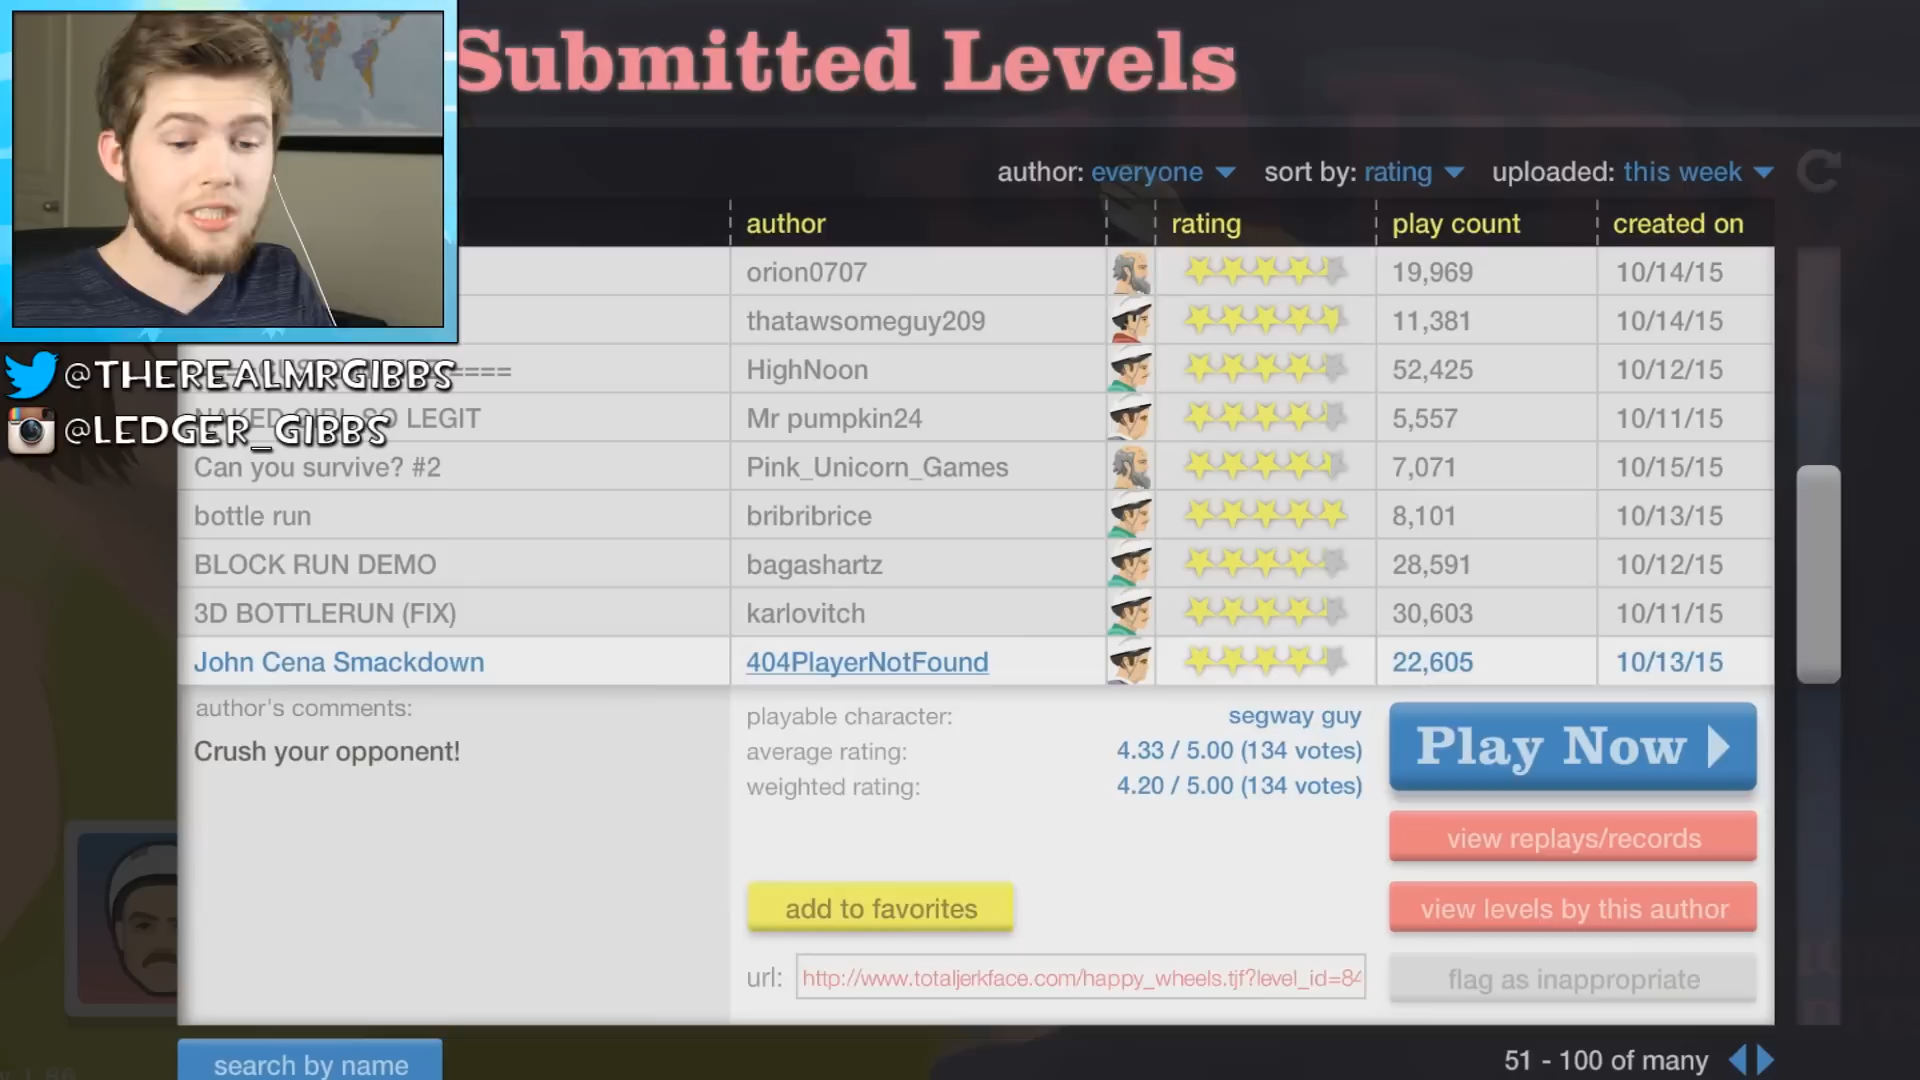 Submitted Levels
author: everyone sort by: rating uploaded: this week
author rating play count created on
orion0707 19,969 10/14/15
thatawsomeguy209 11,381 10/14/15
@THEREALMRGIBBS ==== HighNoon 52,425 10/12/15
NAKED GIRL SO LEGIT Mr pumpkin24 5,557 10/11/15
@LEDGER_GIBBS
Can you survive? #2 Pink_Unicorn_Games 7,071 10/15/15
bottle run bribribrice 8,101 10/13/15
BLOCK RUN DEMO bagashartz 28,591 10/12/15
3D BOTTLERUN (FIX) karlovitch 30,603 10/11/15
John Cena Smackdown 404PlayerNotFound 22,605 10/13/15
author's comments:
Crush your opponent!
playable character: segway guy
average rating: 4.33 / 5.00 (134 votes)
weighted rating: 4.20 / 5.00 (134 votes)
Play Now
view replays/records
add to favorites
view levels by this author
url: http://www.totaljerkface.com/happy_wheels.tjf?level_id=84
flag as inappropriate
search by name
51 - 100 of many